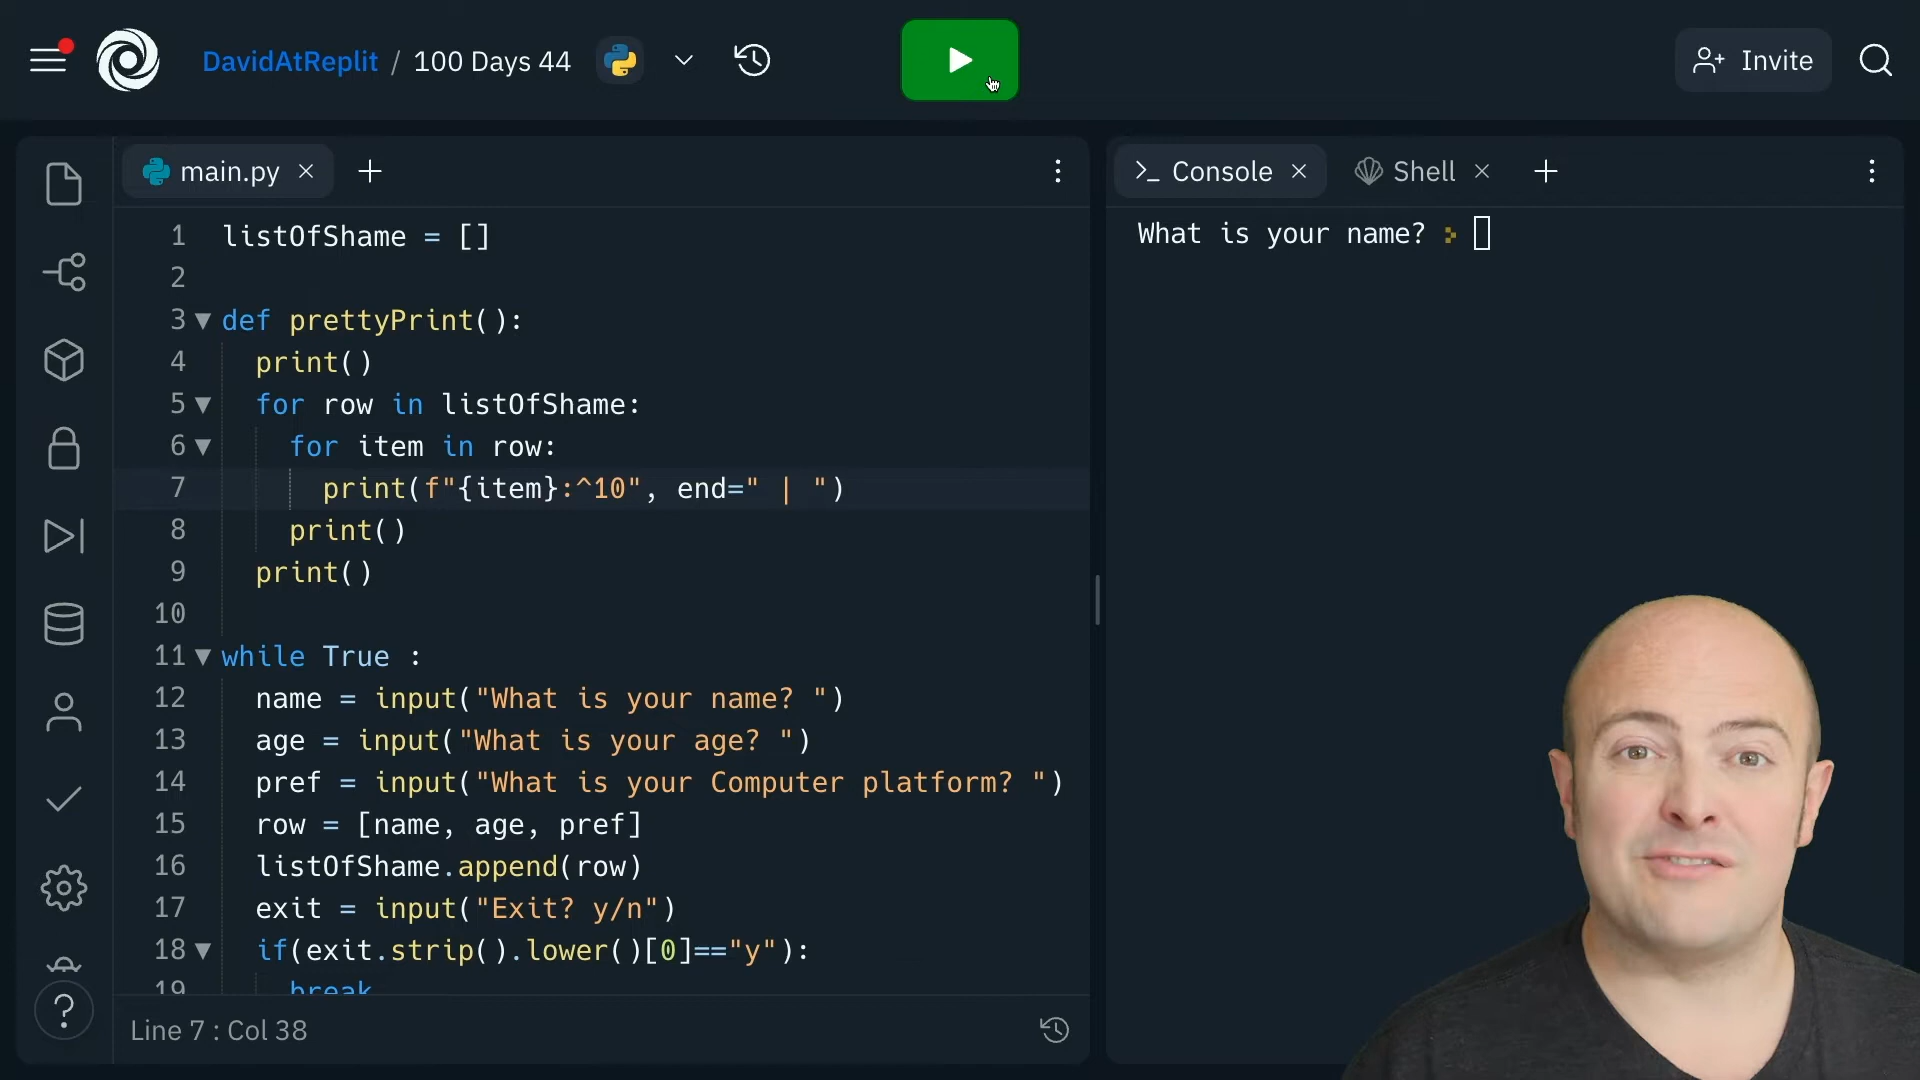 DavidAtReplit / 100 Days 44
Invite
main.py
1 listOfShame = []
2
3 def prettyPrint():
4 print()
5 for row in listOfShame:
6 for item in row:
7 print(f"{item}:^10", end=" | ")
8 print()
9 print()
10
11 while True :
12 name = input("What is your name? ")
13 age = input("What is your age? ")
14 pref = input("What is your Computer platform? ")
15 row = [name, age, pref]
16 listOfShame.append(row)
17 exit = input("Exit? y/n")
18 if(exit.strip().lower()[0]=="y"):
19 break
Line 7 : Col 38
>_ Console
Shell
What is your name?
?